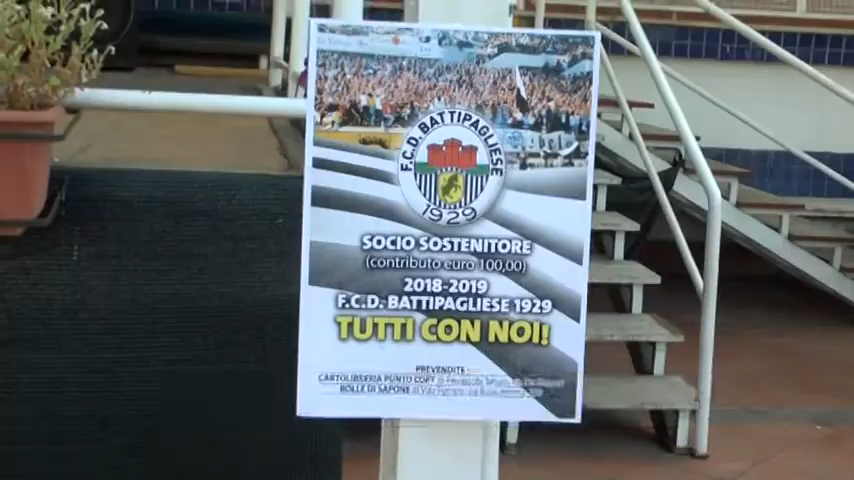 F.C.D. BATTIPAGLIESE
1929
SOCIO SOSTENITORE
(contributo euro 100,00)
2018-2019
F.C.D. BATTIPAGLIESE 1929
TUTTI CON NOI!
PREVENDITE
CARTOLIBRERIA PUNTO COPY
BOLLE DI SAPONE